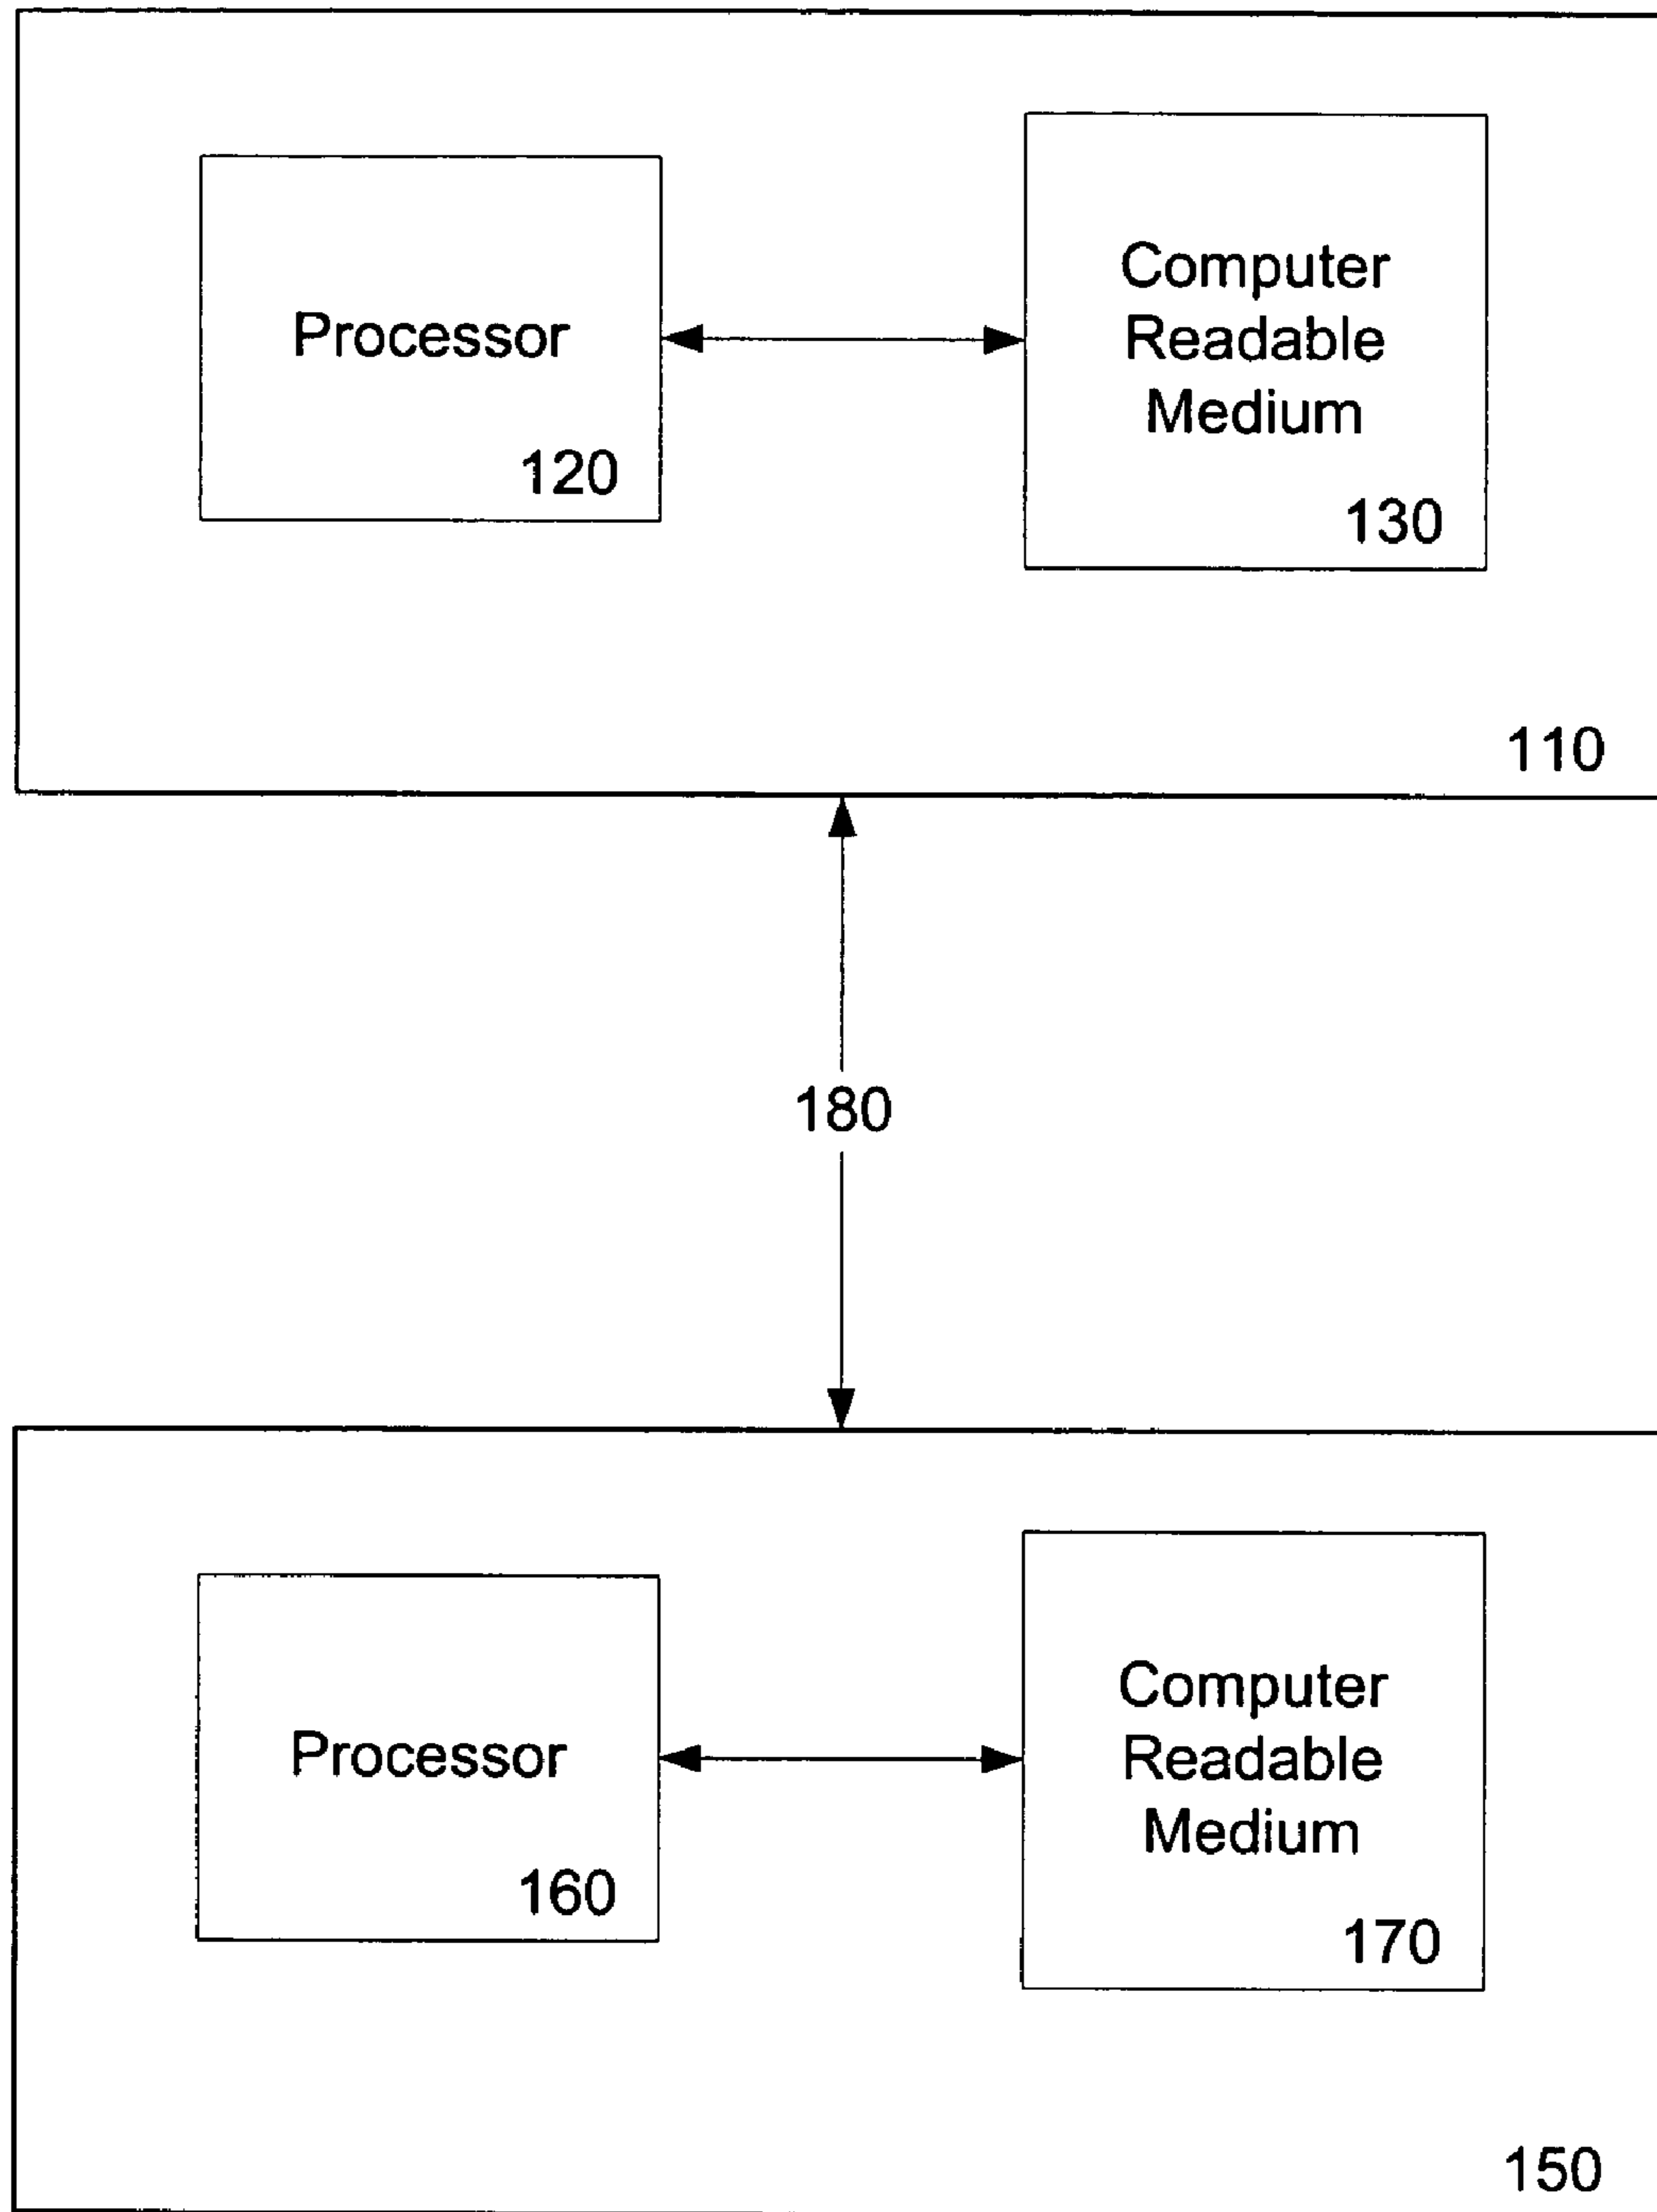 Processor
120
Computer
Readable
Medium
130
110
180
Processor
160
Computer
Readable
Medium
170
150